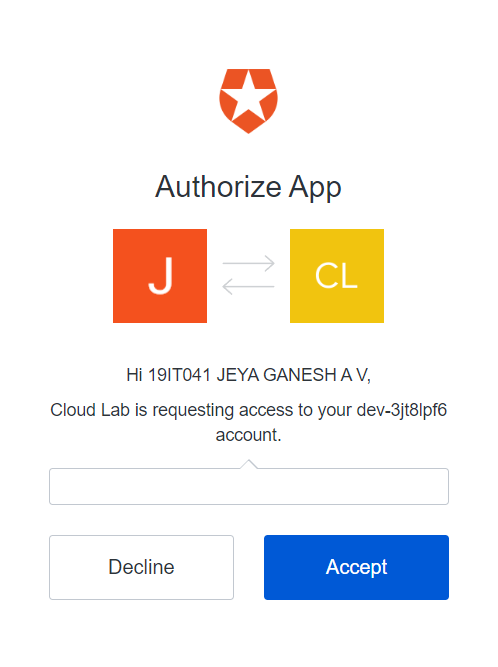 Authorize App
J
CL
Hi 19IT041 JEYA GANESH A V,
Cloud Lab is requesting access to your dev-3jt8lpf6
account.
Decline
Accept